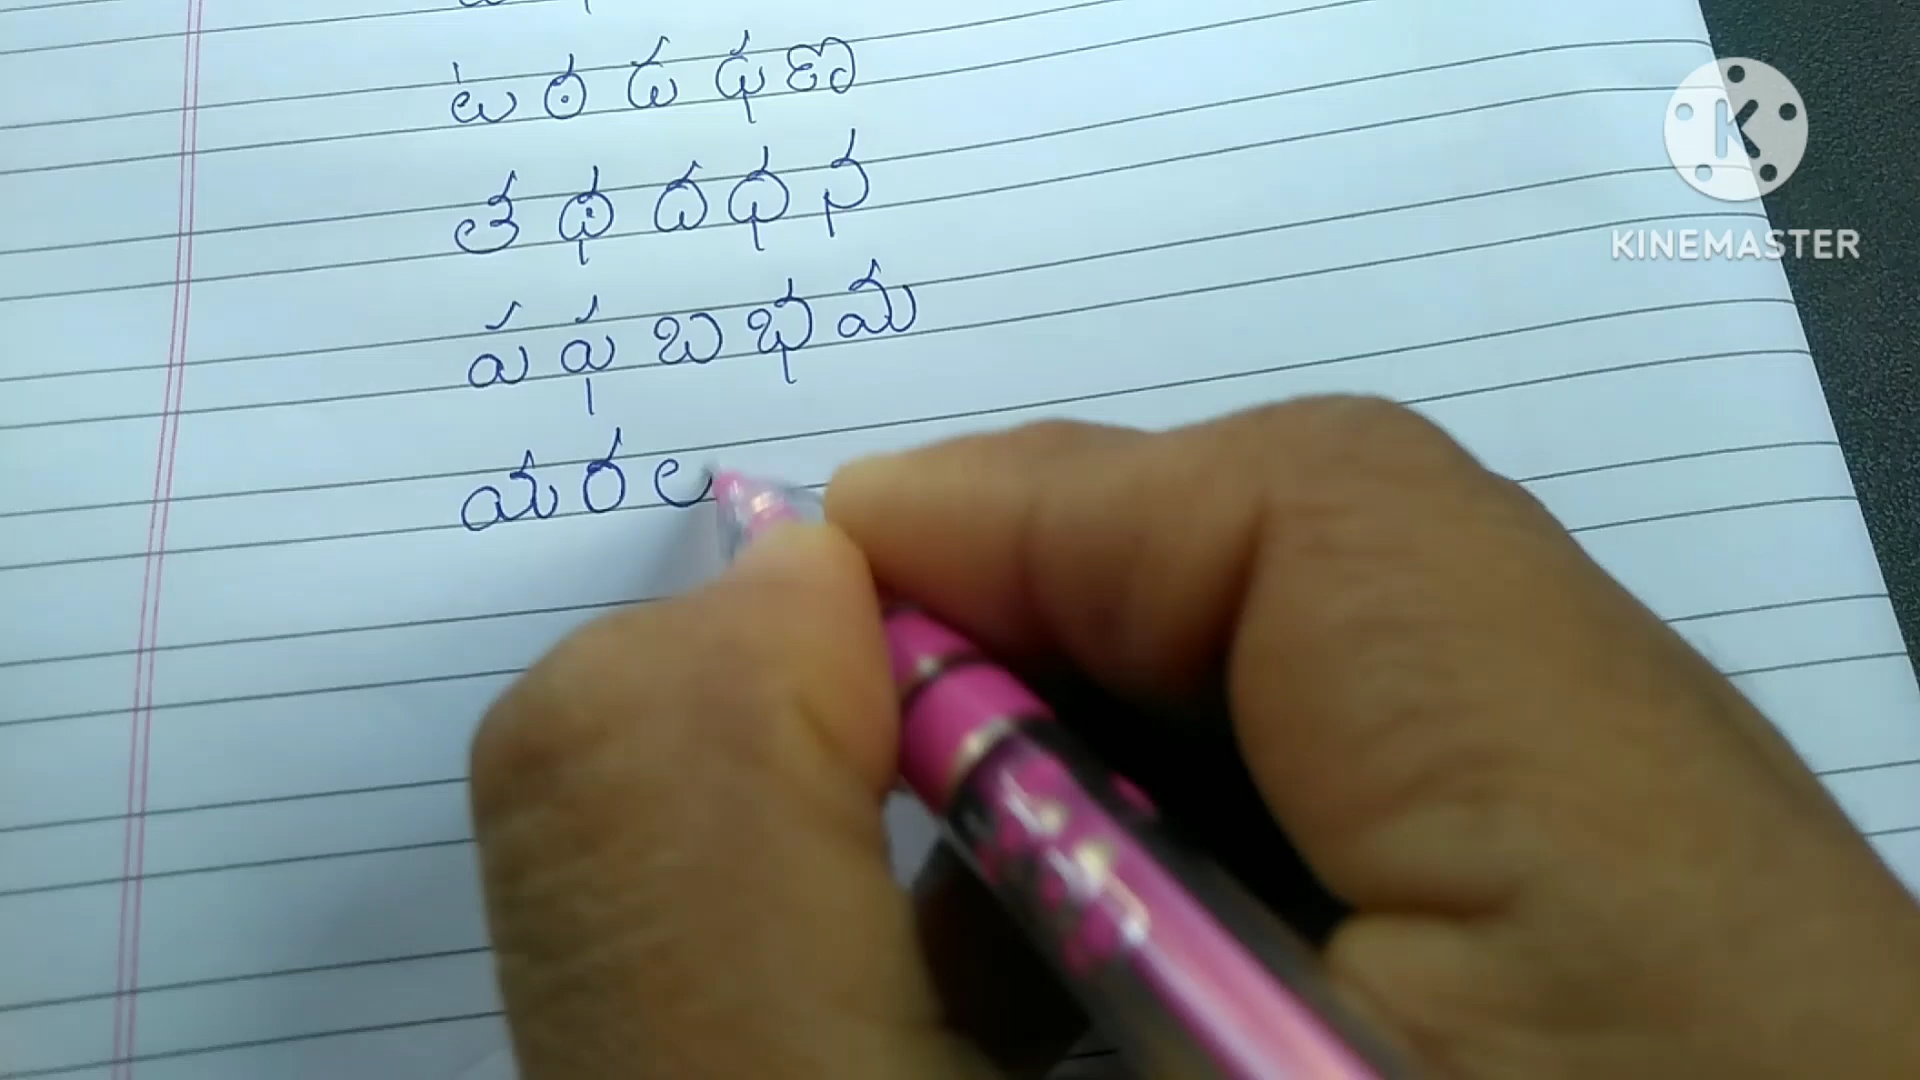 ట ఠ డ ఢ ణ
త థ ద ధ న
ప ఫ బ భ మ
య ర ల
KINEMASTER